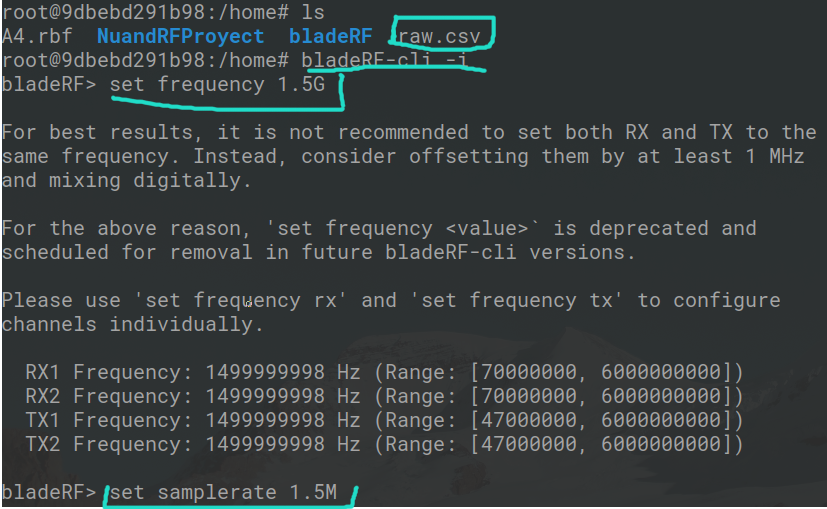 root@9dbebd291b98:/home# ls
A4.rbf  NuandRFProyect  bladeRF  raw.csv
root@9dbebd291b98:/home# bladeRF-cli -i
bladeRF> set frequency 1.5G
For best results, it is not recommended to set both RX and TX to the
same frequency. Instead, consider offsetting them by at least 1 MHz
and mixing digitally.
For the above reason, 'set frequency <value>` is deprecated and
scheduled for removal in future bladeRF-cli versions.
Please use 'set frequency rx' and 'set frequency tx' to configure
channels individually.
RX1 Frequency: 1499999998 Hz (Range: [70000000, 6000000000])
RX2 Frequency: 1499999998 Hz (Range: [70000000, 6000000000])
TX1 Frequency: 1499999998 Hz (Range: [47000000, 6000000000])
TX2 Frequency: 1499999998 Hz (Range: [47000000, 6000000000])
bladeRF> set samplerate 1.5M